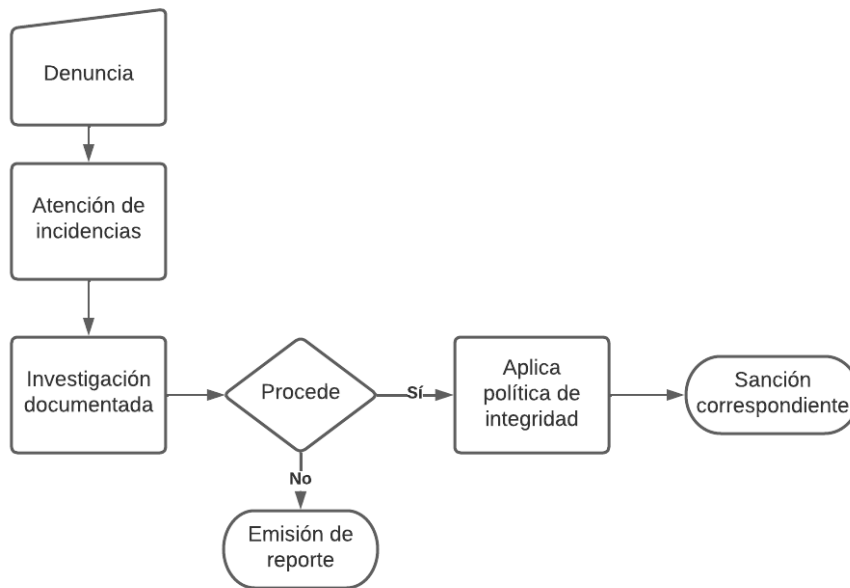 Denuncia
Atención de
incidencias
Investigación
documentada
Procede
Sí
Aplica
política de
integridad
Sanción
correspondiente
No
Emisión de
reporte